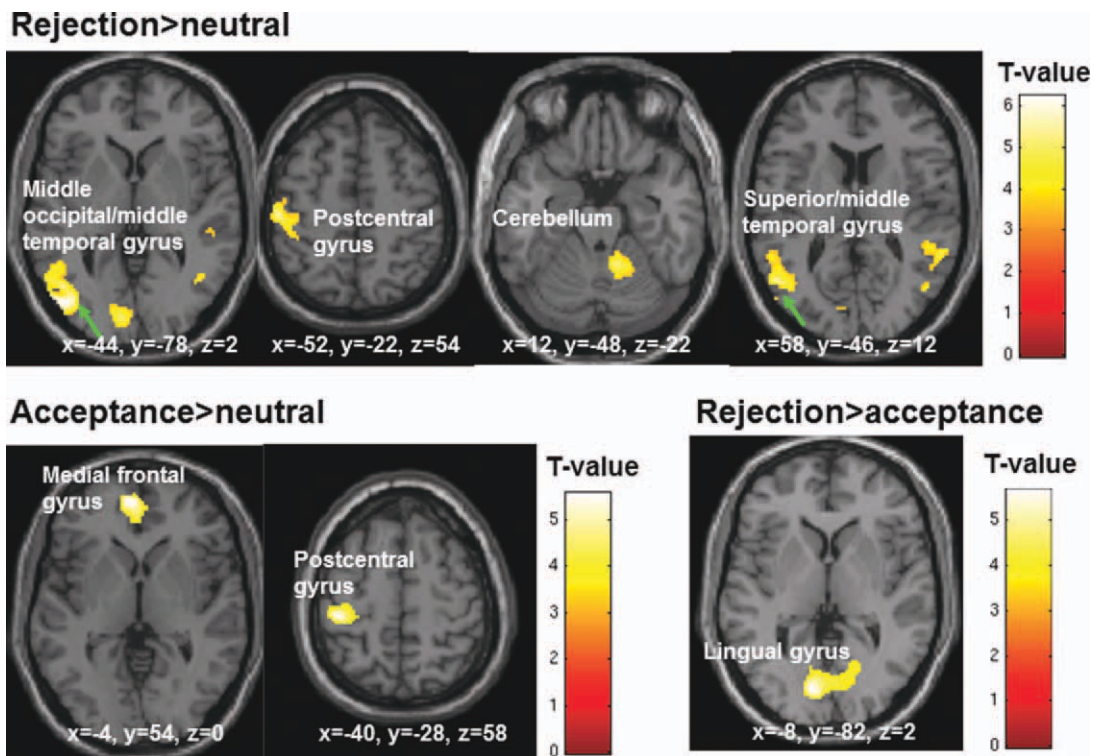 Rejection>neutral
T-value
Middle
occipital/middle
temporal gyrus
Postcentral
gyrus
Cerebellum
Superior/middle
temporal gyrus
6
5
4
3
2
1
0
x=-44, y=-78, z=2
x=-52, y=-22, z=54
x=12, y=-48, z=-22
x=58, y=-46, z=12
Acceptance>neutral
Rejection>acceptance
Medial frontal
gyrus
Postcentral
gyrus
T-value
5
4
3
2
1
0
x=-4, y=54, z=0
x=-40, y=-28, z=58
T-value
Lingual gyrus
5
4
3
2
1
0
x=-8, y=-82, z=2